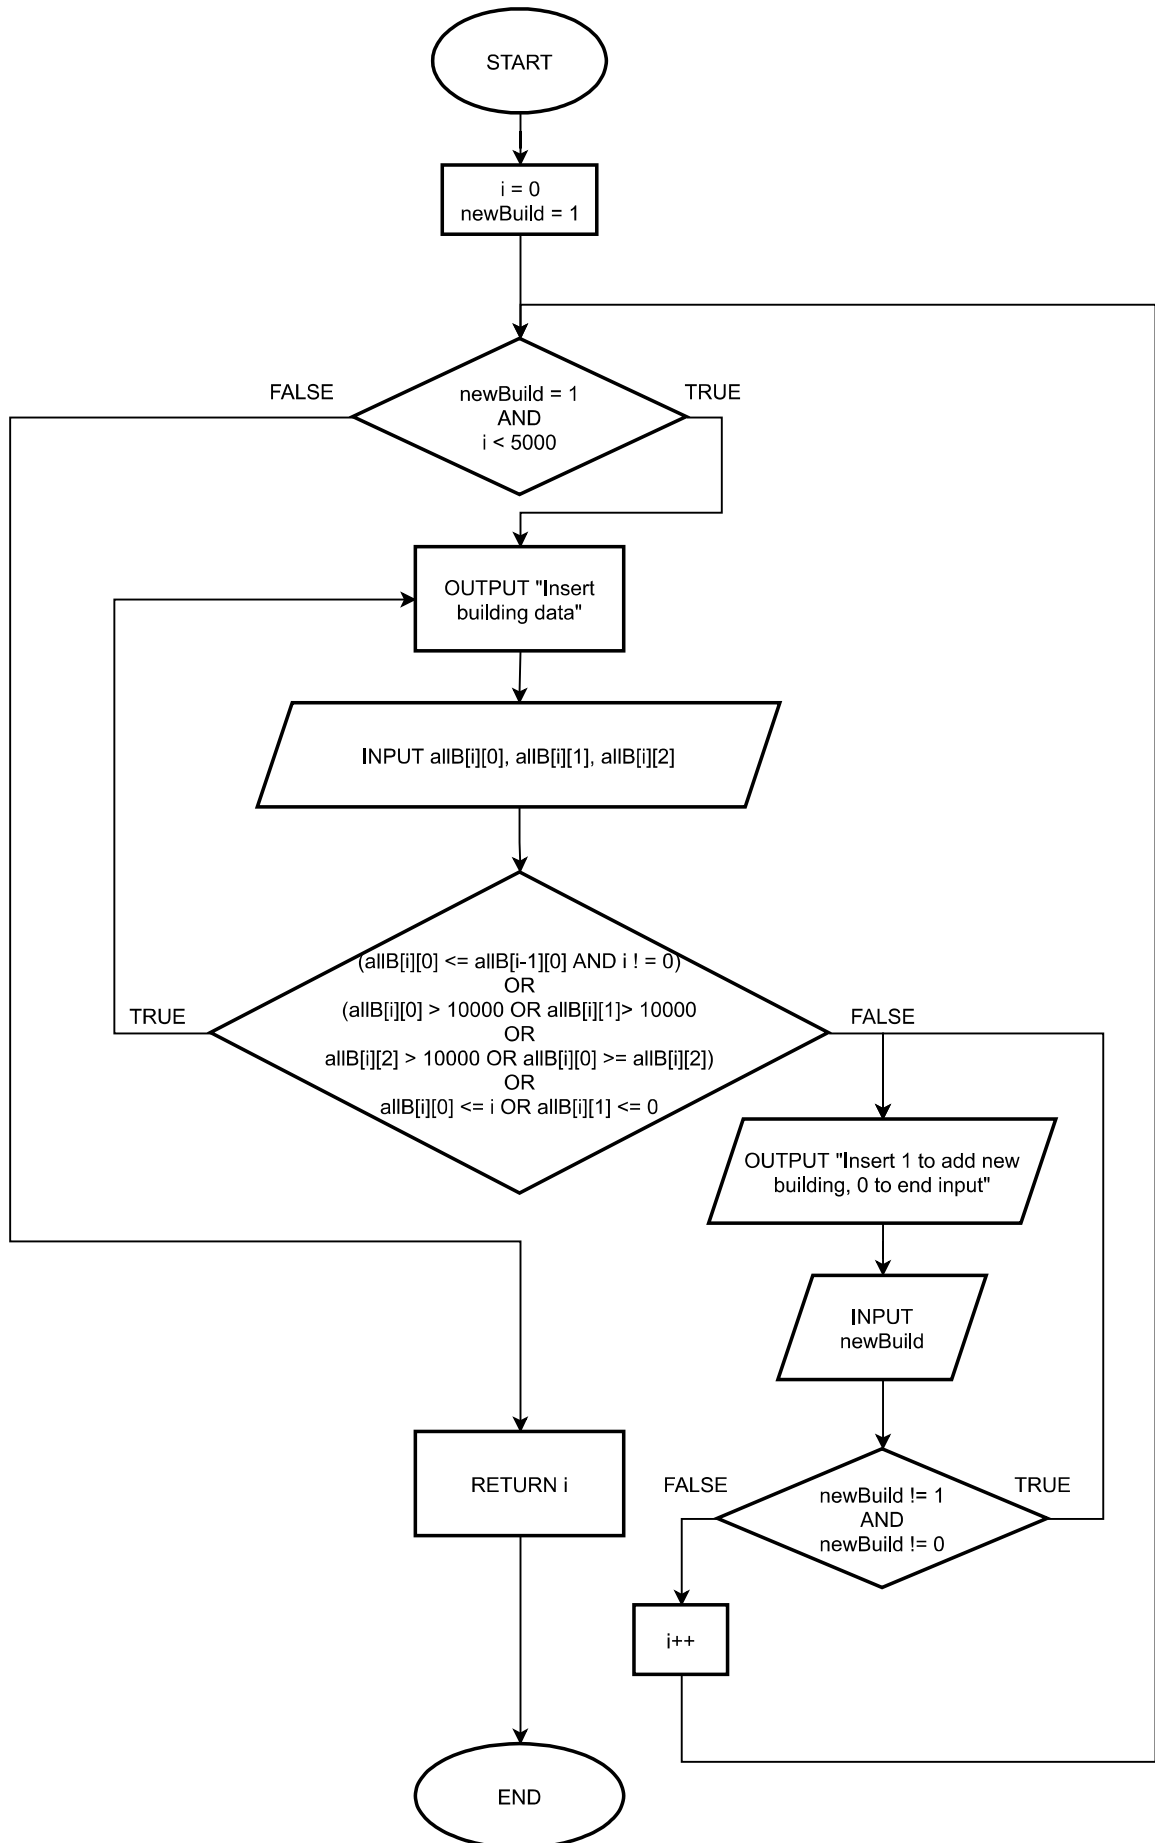 START
i = 0
newBuild = 1
FALSE
TRUE
newBuild = 1
AND
i < 5000
OUTPUT "Insert
building data"
INPUT allB[i][0], allB[i][1], allB[i][2]
TRUE
FALSE
(allB[i][0] <= allB[i-1][0] AND i ! = 0)
OR
(allB[i][0] > 10000 OR allB[i][1]> 10000
OR
allB[i][2] > 10000 OR allB[i][0] >= allB[i][2])
OR
allB[i][0] <= i OR allB[i][1] <= 0
OUTPUT "Insert 1 to add new
building, 0 to end input"
INPUT
newBuild
RETURN i
FALSE
TRUE
newBuild != 1
AND
newBuild != 0
i++
END